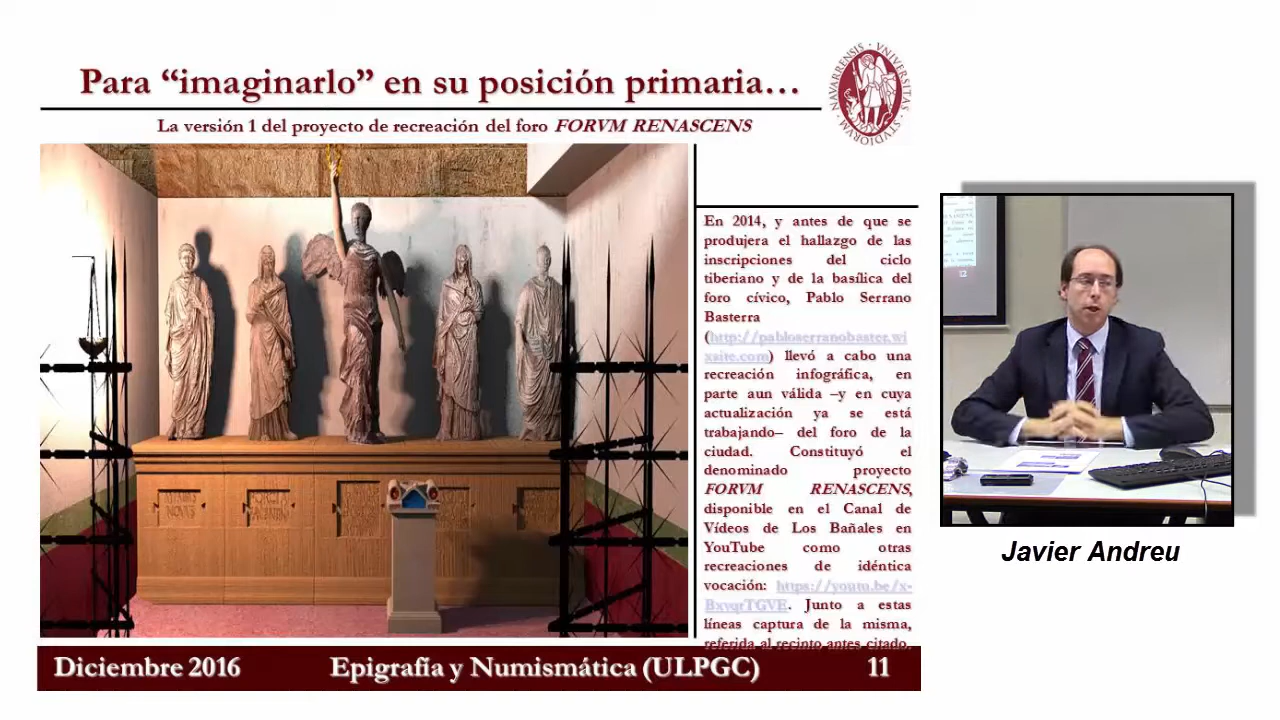 Para “imaginarlo” en su posición primaria…
La versión 1 del proyecto de recreación del foro FORVM RENASCENS
NAVARRENSIS · VNIVERSITAS · STVDIORVM
En 2014, y antes de que se
produjera el hallazgo de las
inscripciones del ciclo
tiberiano y de la basílica del
foro cívico, Pablo Serrano
Basterra
(http://pabloserranobaster.wi
xsite.com) llevó a cabo una
recreación infográfica, en
parte aun válida –y en cuya
actualización ya se está
trabajando– del foro de la
ciudad. Constituyó el
denominado proyecto
FORVM RENASCENS,
disponible en el Canal de
Vídeos de Los Bañales en
YouTube como otras
recreaciones de idéntica
vocación: https://youtu.be/x-
BxvqrTGVE. Junto a estas
líneas captura de la misma,
referida al recinto antes citado.
12
Javier Andreu
Diciembre 2016 Epigrafía y Numismática (ULPGC) 11